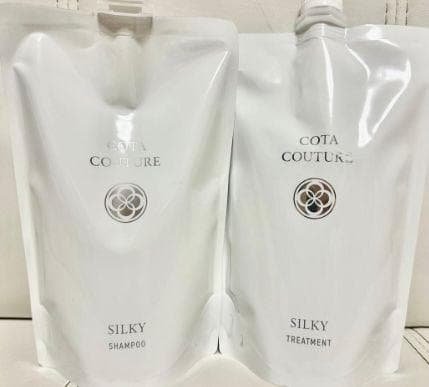 COTA
COUTURE
SILKY
SHAMPOO
COTA
COUTURE
SILKY
TREATMENT